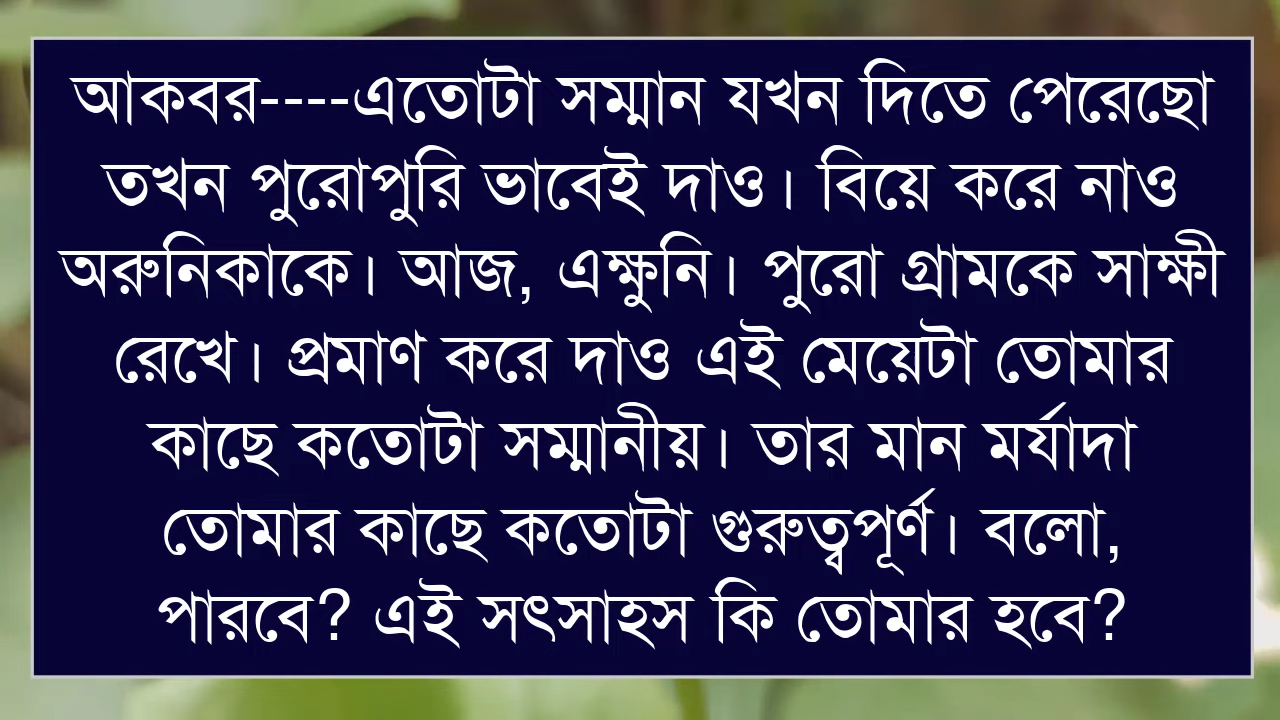 আকবর----এতোটা সম্মান যখন দিতে পেরেছো
তখন পুরোপুরি ভাবেই দাও। বিয়ে করে নাও
অরুনিকাকে। আজ, এক্ষুনি। পুরো গ্রামকে সাক্ষী
রেখে। প্রমাণ করে দাও এই মেয়েটা তোমার
কাছে কতোটা সম্মানীয়। তার মান মর্যাদা
তোমার কাছে কতোটা গুরুত্বপূর্ণ। বলো,
পারবে? এই সৎসাহস কি তোমার হবে?